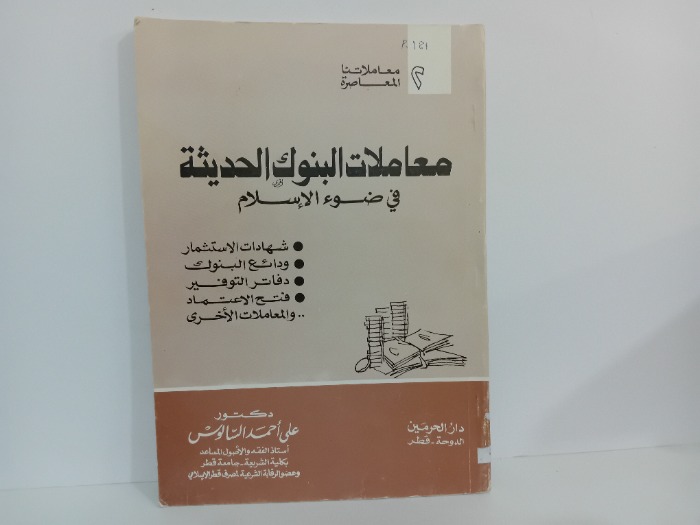 معاملاتنا
المعاصرة
٢
معاملات البنوك الحديثة
في ضوء الإسلام
● شهادات الاستثمار
● ودائع البنوك
● دفاتر التوفير
● فتح الاعتماد
.. والمعاملات الأخرى
دكتور
علي أحمد السالوس
أستاذ الفقه والأصول المساعد
بكلية الشريعة - جامعة قطر
وعضو الرقابة الشرعية لمصرف قطر الإسلامي
دار الحرمين
الدوحة - قطر